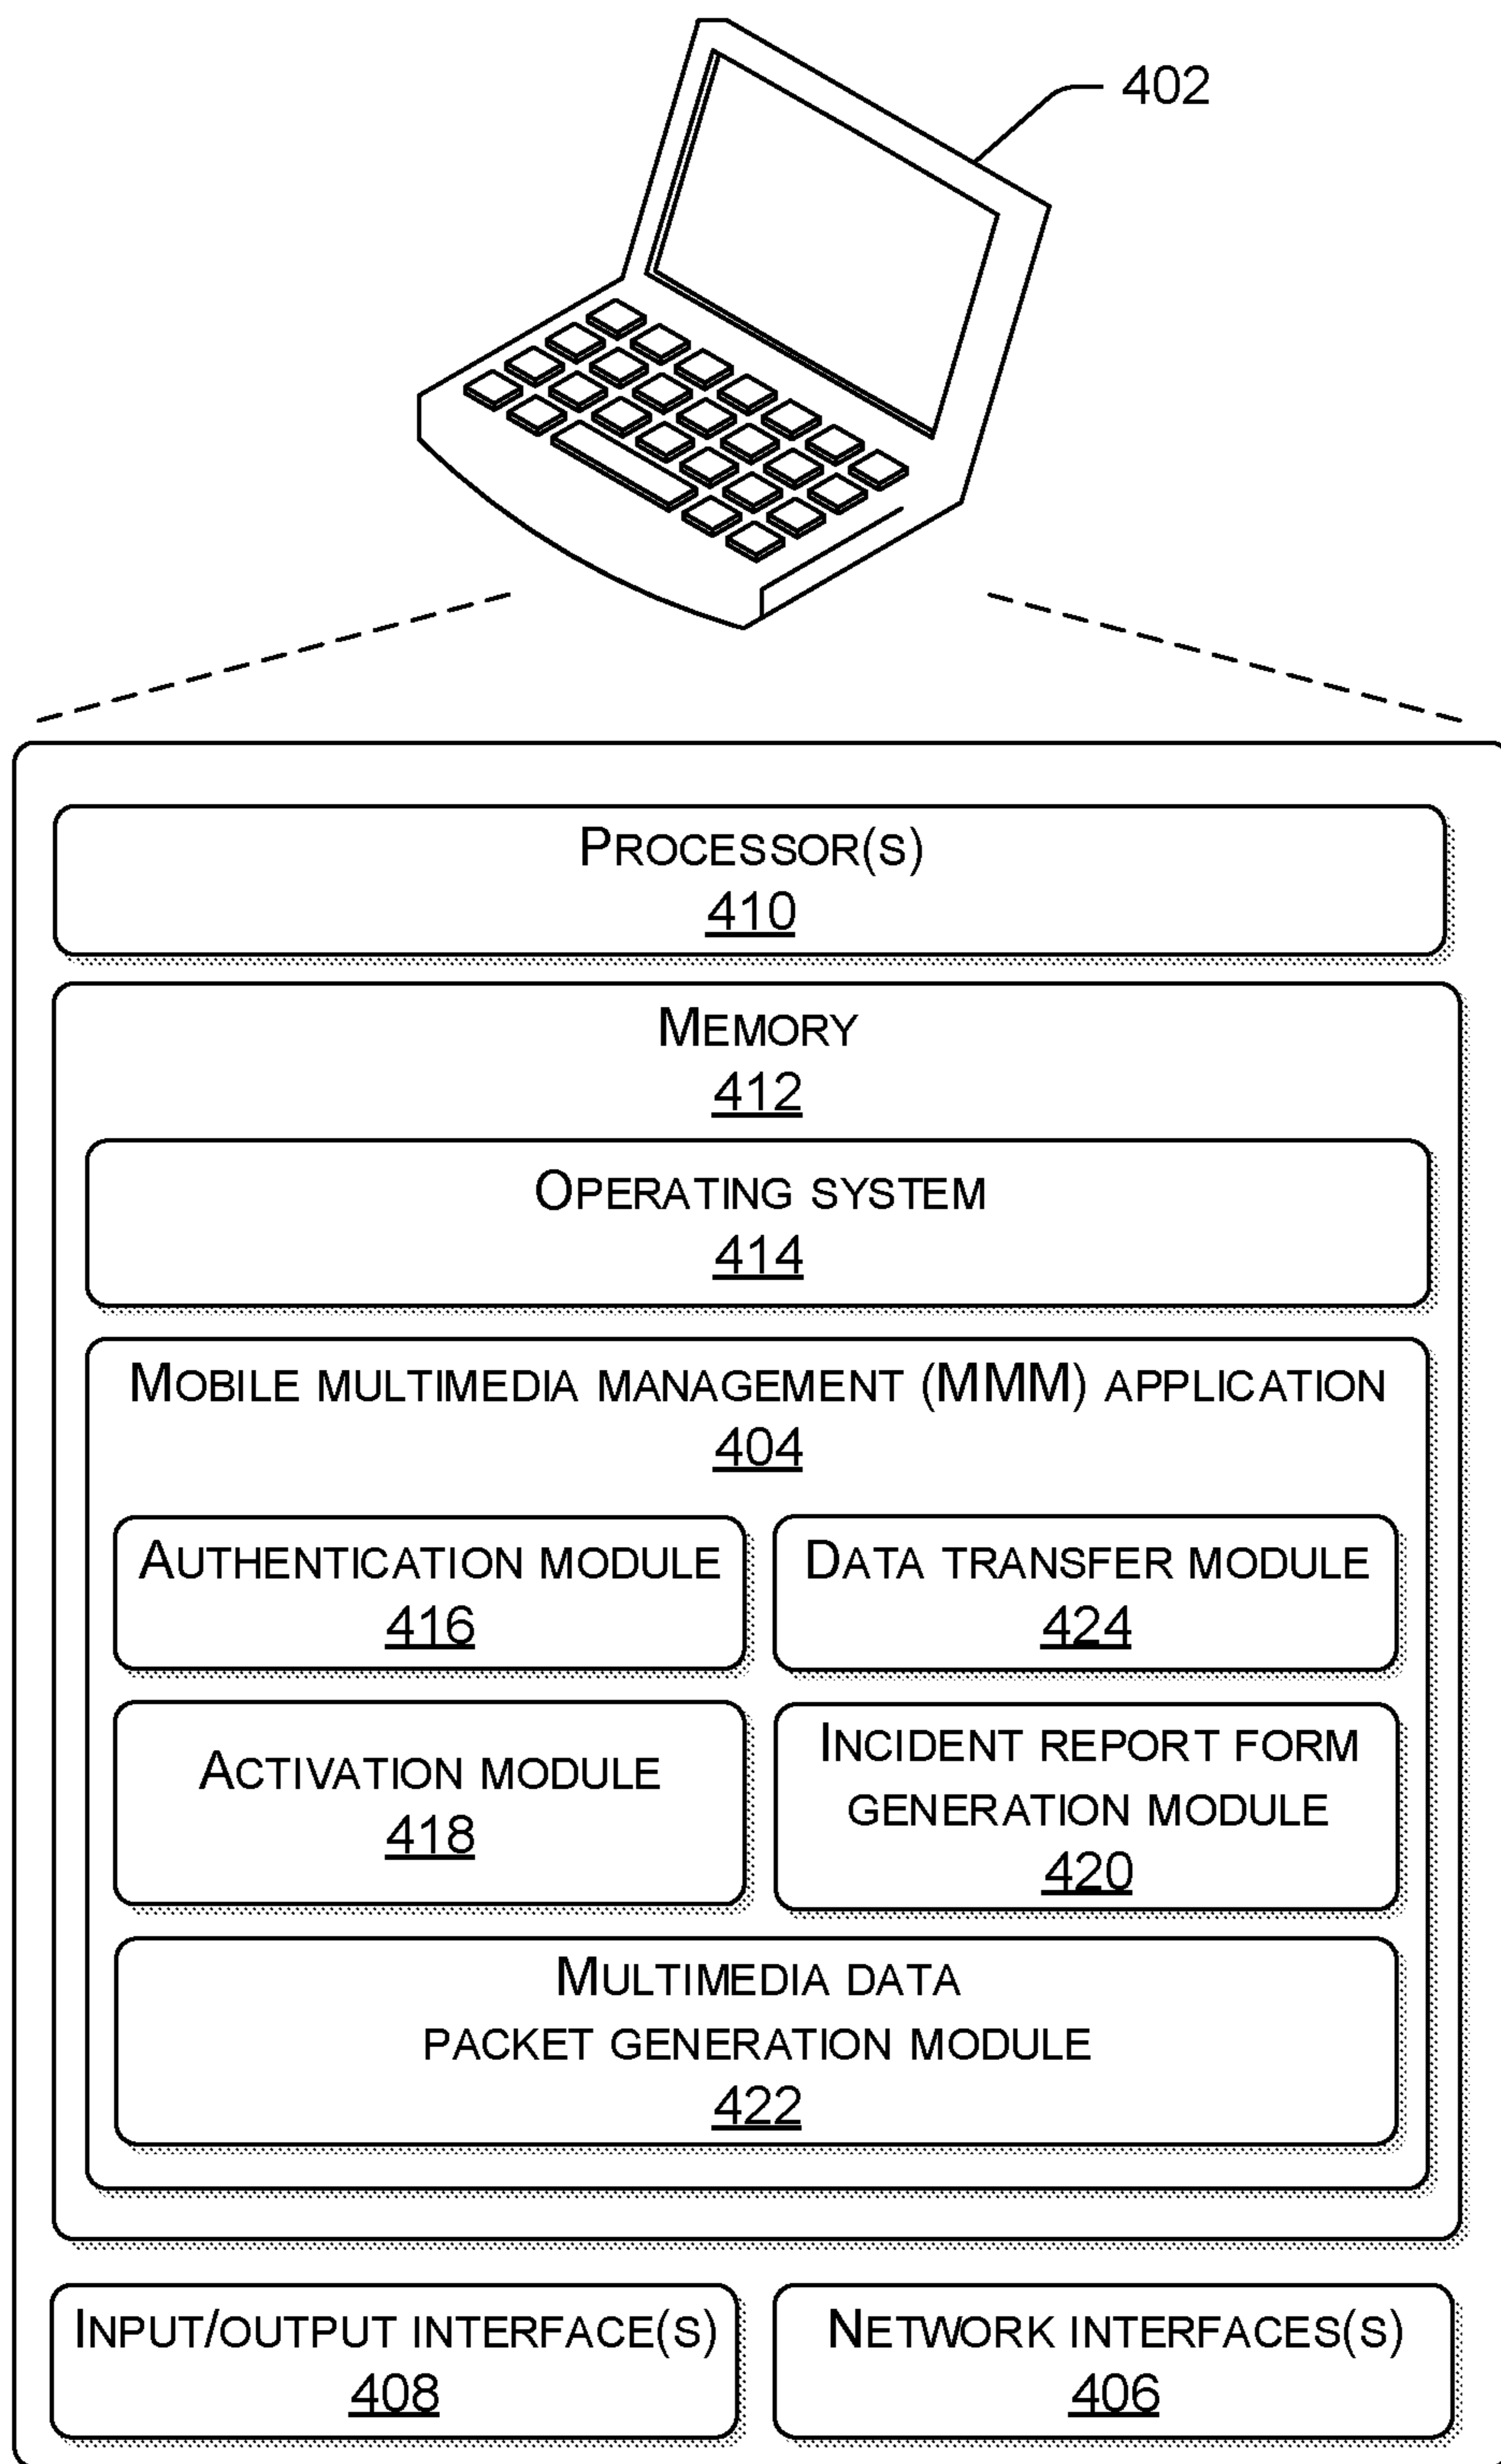 402
PROCESSOR(S)
410
MEMORY
412
OPERATING SYSTEM
414
MOBILE MULTIMEDIA MANAGEMENT (MMM) APPLICATION
404
AUTHENTICATION MODULE
416
DATA TRANSFER MODULE
424
ACTIVATION MODULE
418
INCIDENT REPORT FORM
GENERATION MODULE
420
MULTIMEDIA DATA
PACKET GENERATION MODULE
422
INPUT/OUTPUT INTERFACE(S)
408
NETWORK INTERFACES(S)
406